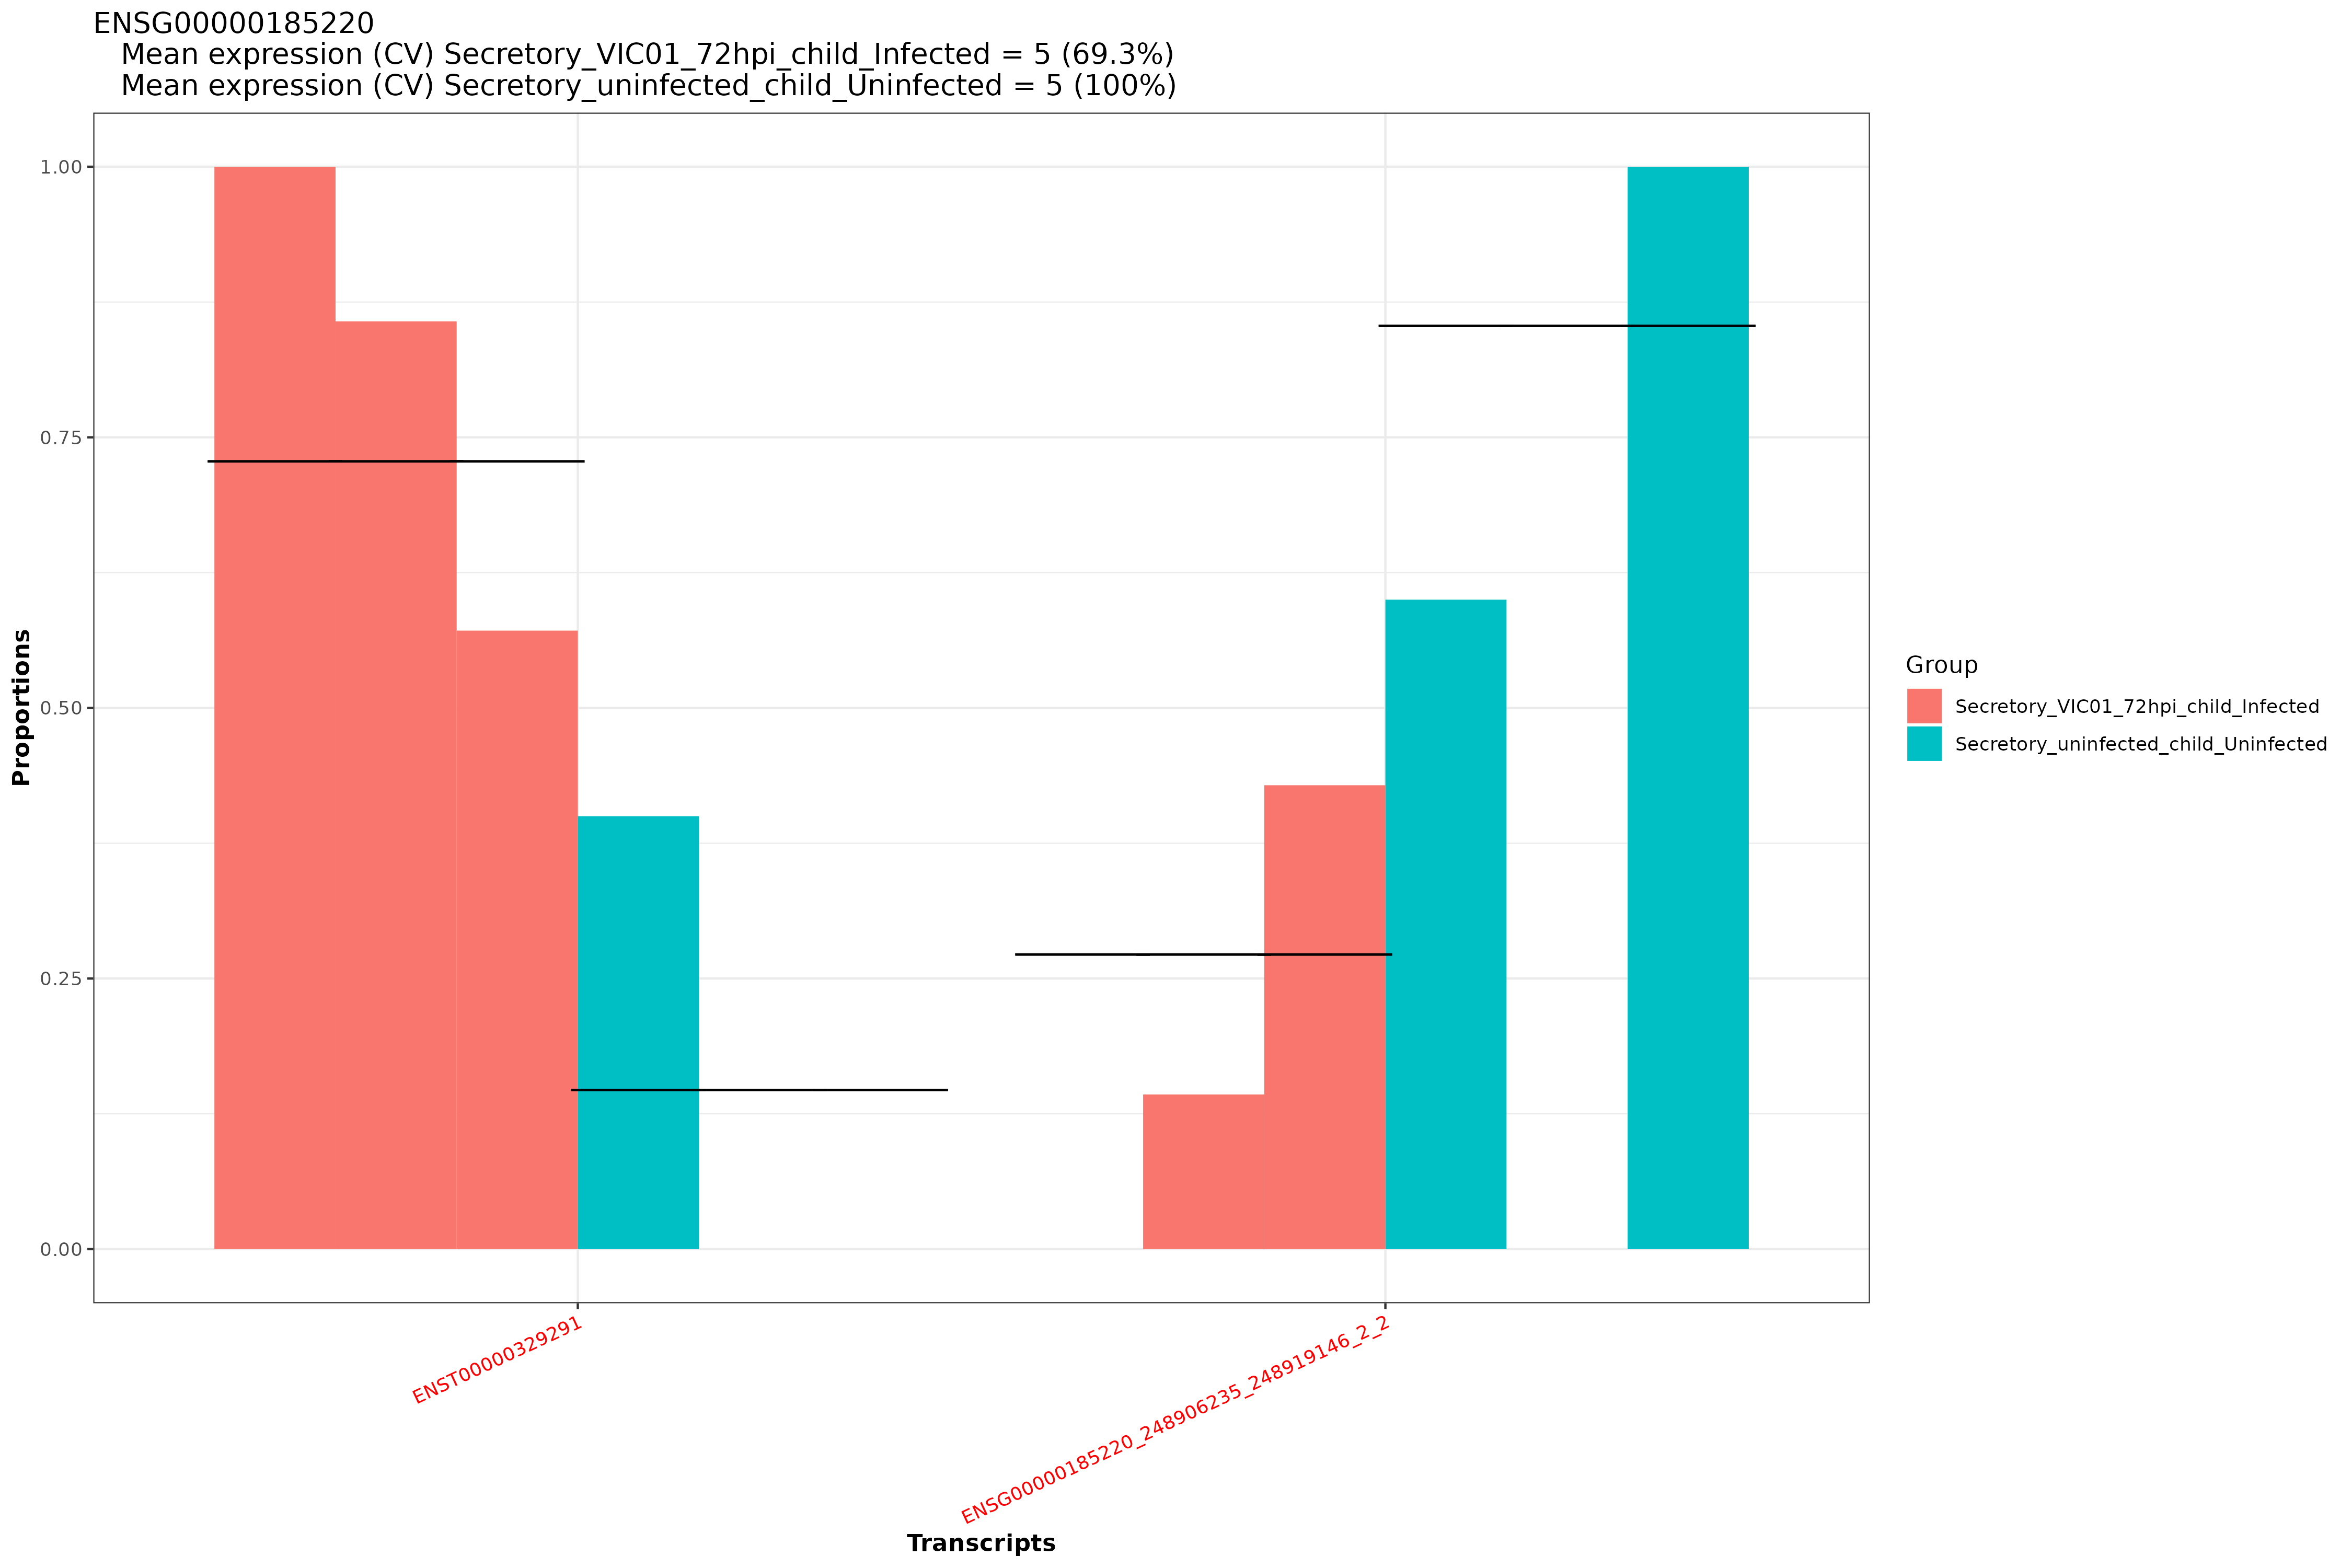 ENSG00000185220
Mean expression (CV) Secretory_VIC01_72hpi_child_Infected = 5 (69.3%)
Mean expression (CV) Secretory_uninfected_child_Uninfected = 5 (100%)
1.00
0.75
0.50
0.25
0.00
Proportions
ENST00000329291
ENSG00000185220_248906235_248919146_2_2
Transcripts
Group
Secretory_VIC01_72hpi_child_Infected
Secretory_uninfected_child_Uninfected